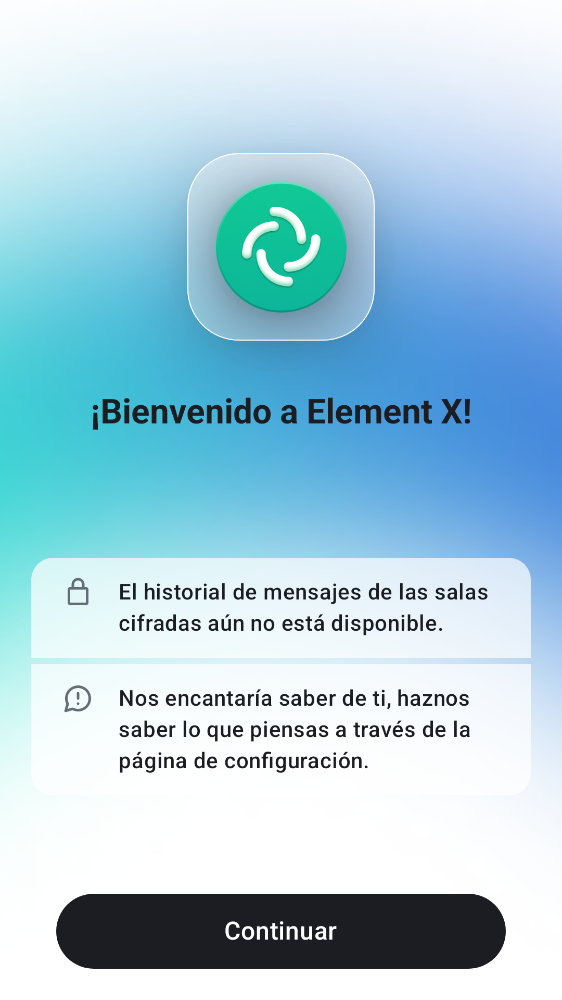 ¡Bienvenido a Element X!
El historial de mensajes de las salas
cifradas aún no está disponible.
Nos encantaría saber de ti, haznos
saber lo que piensas a través de la
página de configuración.
Continuar